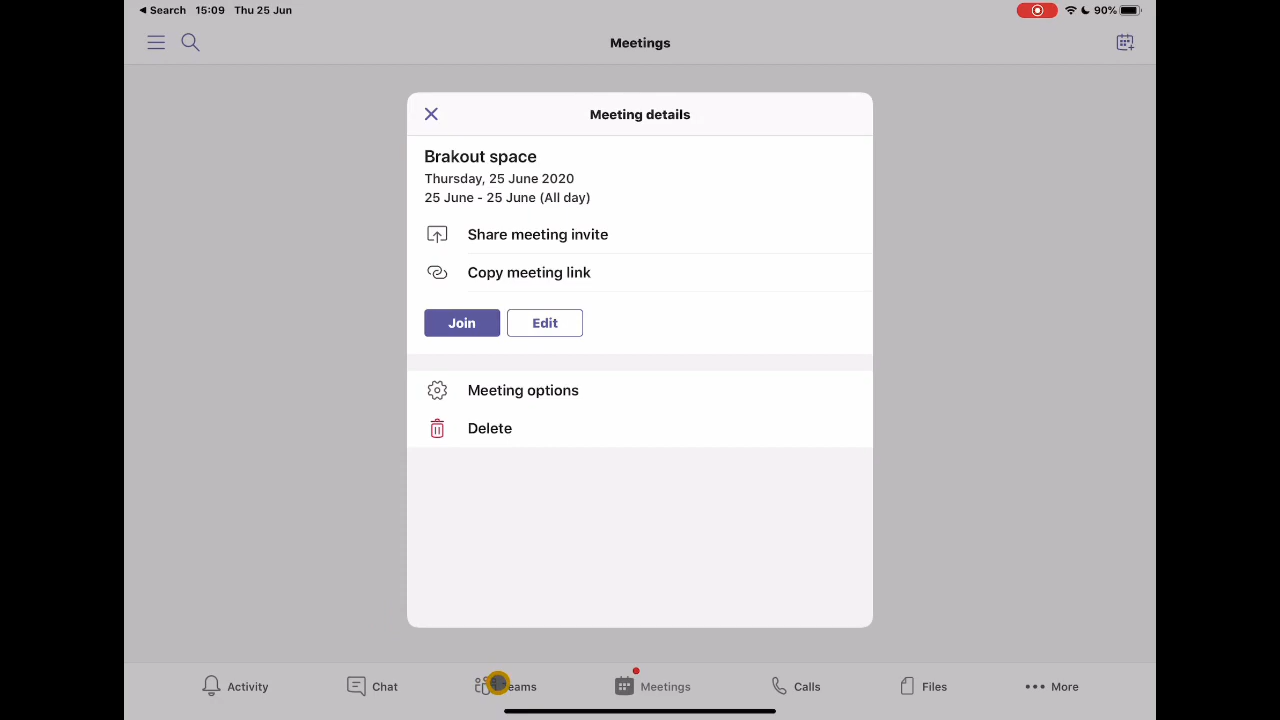 Search 15:09 Thu 25 Jun 90%
Meetings
Meeting details
Brakout space
Thursday, 25 June 2020
25 June - 25 June (All day)
Share meeting invite
Copy meeting link
Join Edit
Meeting options
Delete
Activity Chat eams Meetings Calls Files More